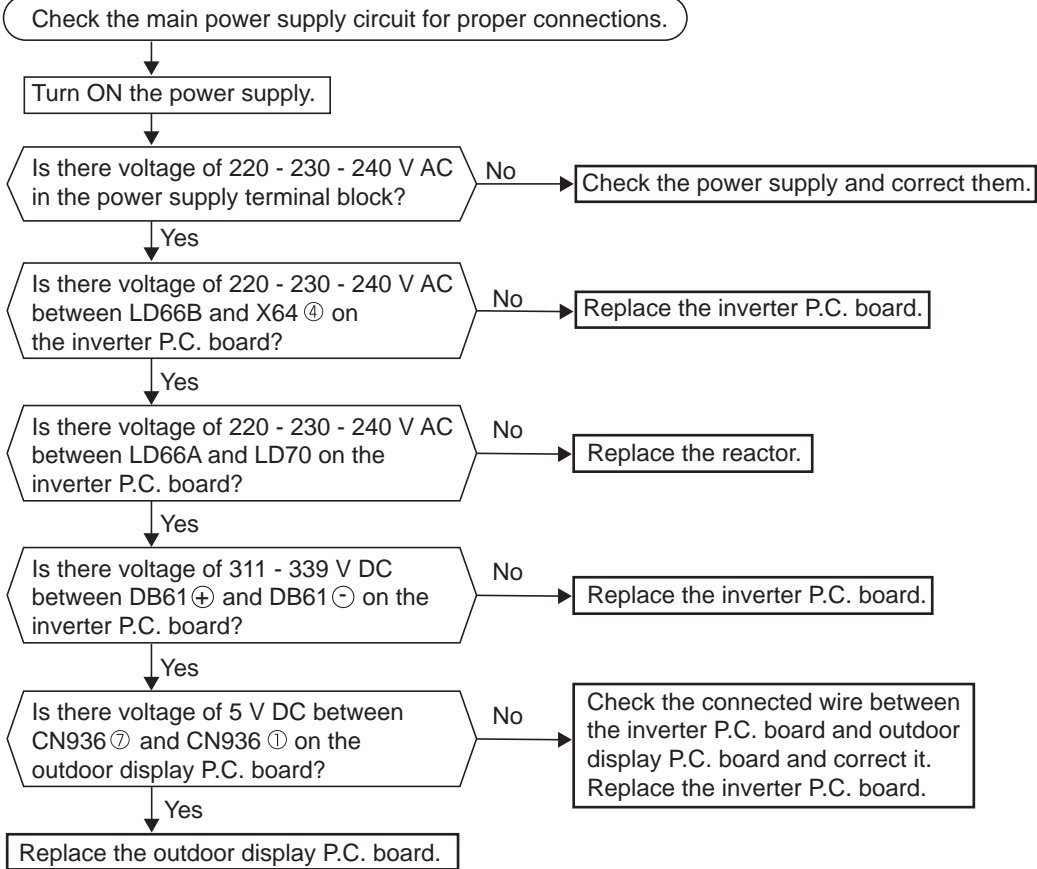 Check the main power supply circuit for proper connections.
Turn ON the power supply.
Is there voltage of 220 - 230 - 240 V AC
in the power supply terminal block?
No
Check the power supply and correct them.
Yes
Is there voltage of 220 - 230 - 240 V AC
between LD66B and X64 ④ on
the inverter P.C. board?
No
Replace the inverter P.C. board.
Yes
Is there voltage of 220 - 230 - 240 V AC
between LD66A and LD70 on the
inverter P.C. board?
No
Replace the reactor.
Yes
Is there voltage of 311 - 339 V DC
between DB61 ⊕ and DB61 ⊖ on the
inverter P.C. board?
No
Replace the inverter P.C. board.
Yes
Is there voltage of 5 V DC between
CN936 ⑦ and CN936 ① on the
outdoor display P.C. board?
No
Check the connected wire between
the inverter P.C. board and outdoor
display P.C. board and correct it.
Replace the inverter P.C. board.
Yes
Replace the outdoor display P.C. board.